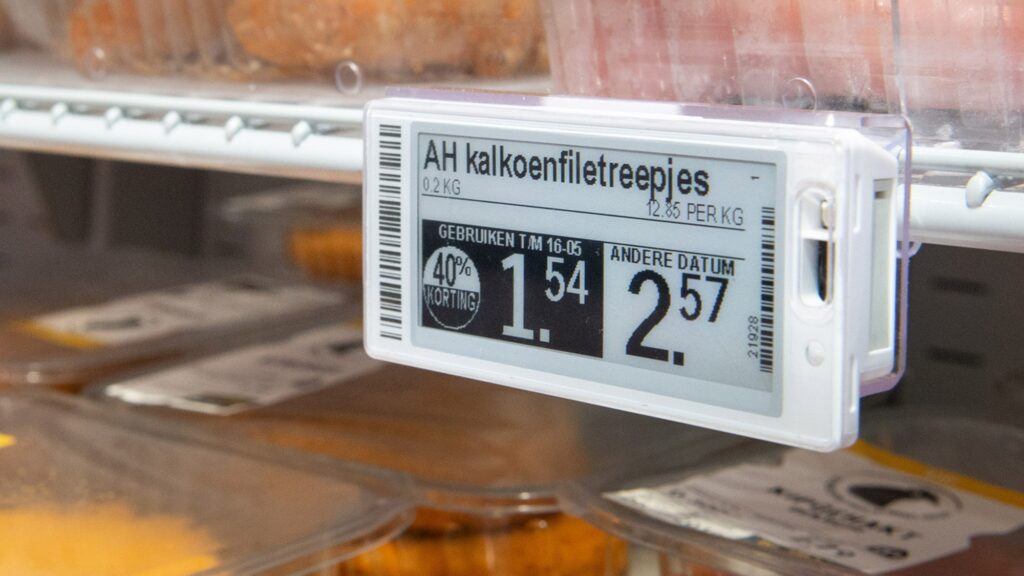 AH kalkoenfiletreepjes
0.2 KG
12.85 PER KG
GEBRUIKEN T/M 16-05
40%
KORTING
1.54
ANDERE DATUM
2.57
21928